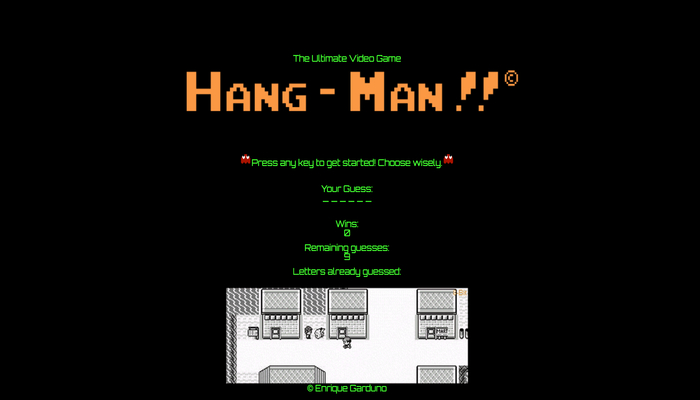 The Ultimate Video Game
Hang-Man!!©
Press any key to get started! Choose wisely
Your Guess:
_ _ _ _ _ _
Wins:
0
Remaining guesses:
9
Letters already guessed:
© Enrique Garduno